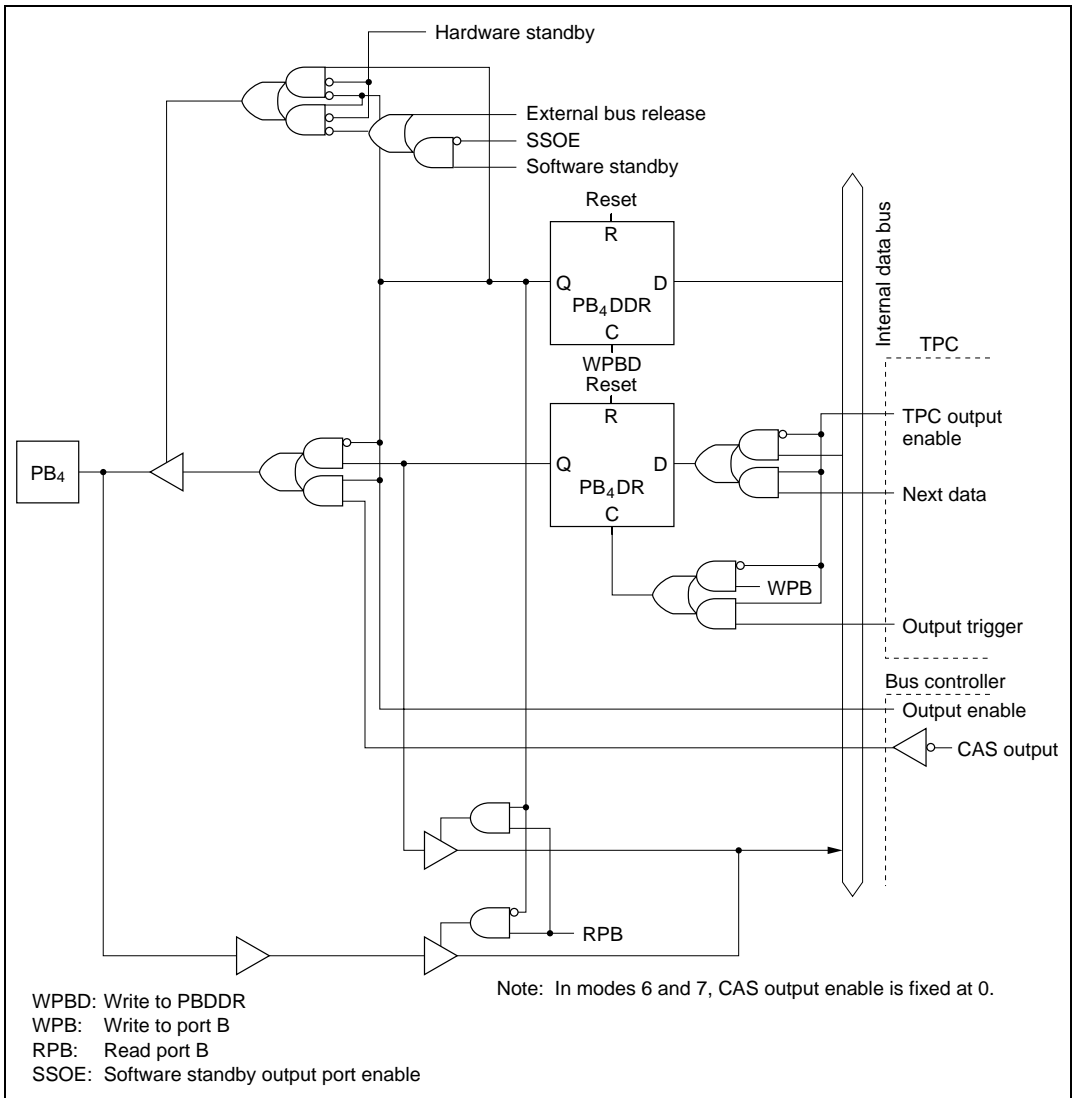 Hardware standby
External bus release
SSOE
Software standby
Reset
R
Internal data bus
Q D
PB4DDR
C
TPC
WPBD
Reset
R
TPC output
enable
PB4
Q D
PB4DR
Next data
C
WPB
Output trigger
Bus controller
Output enable
CAS output
RPB
WPBD: Write to PBDDR
WPB: Write to port B
RPB: Read port B
SSOE: Software standby output port enable
Note: In modes 6 and 7, CAS output enable is fixed at 0.